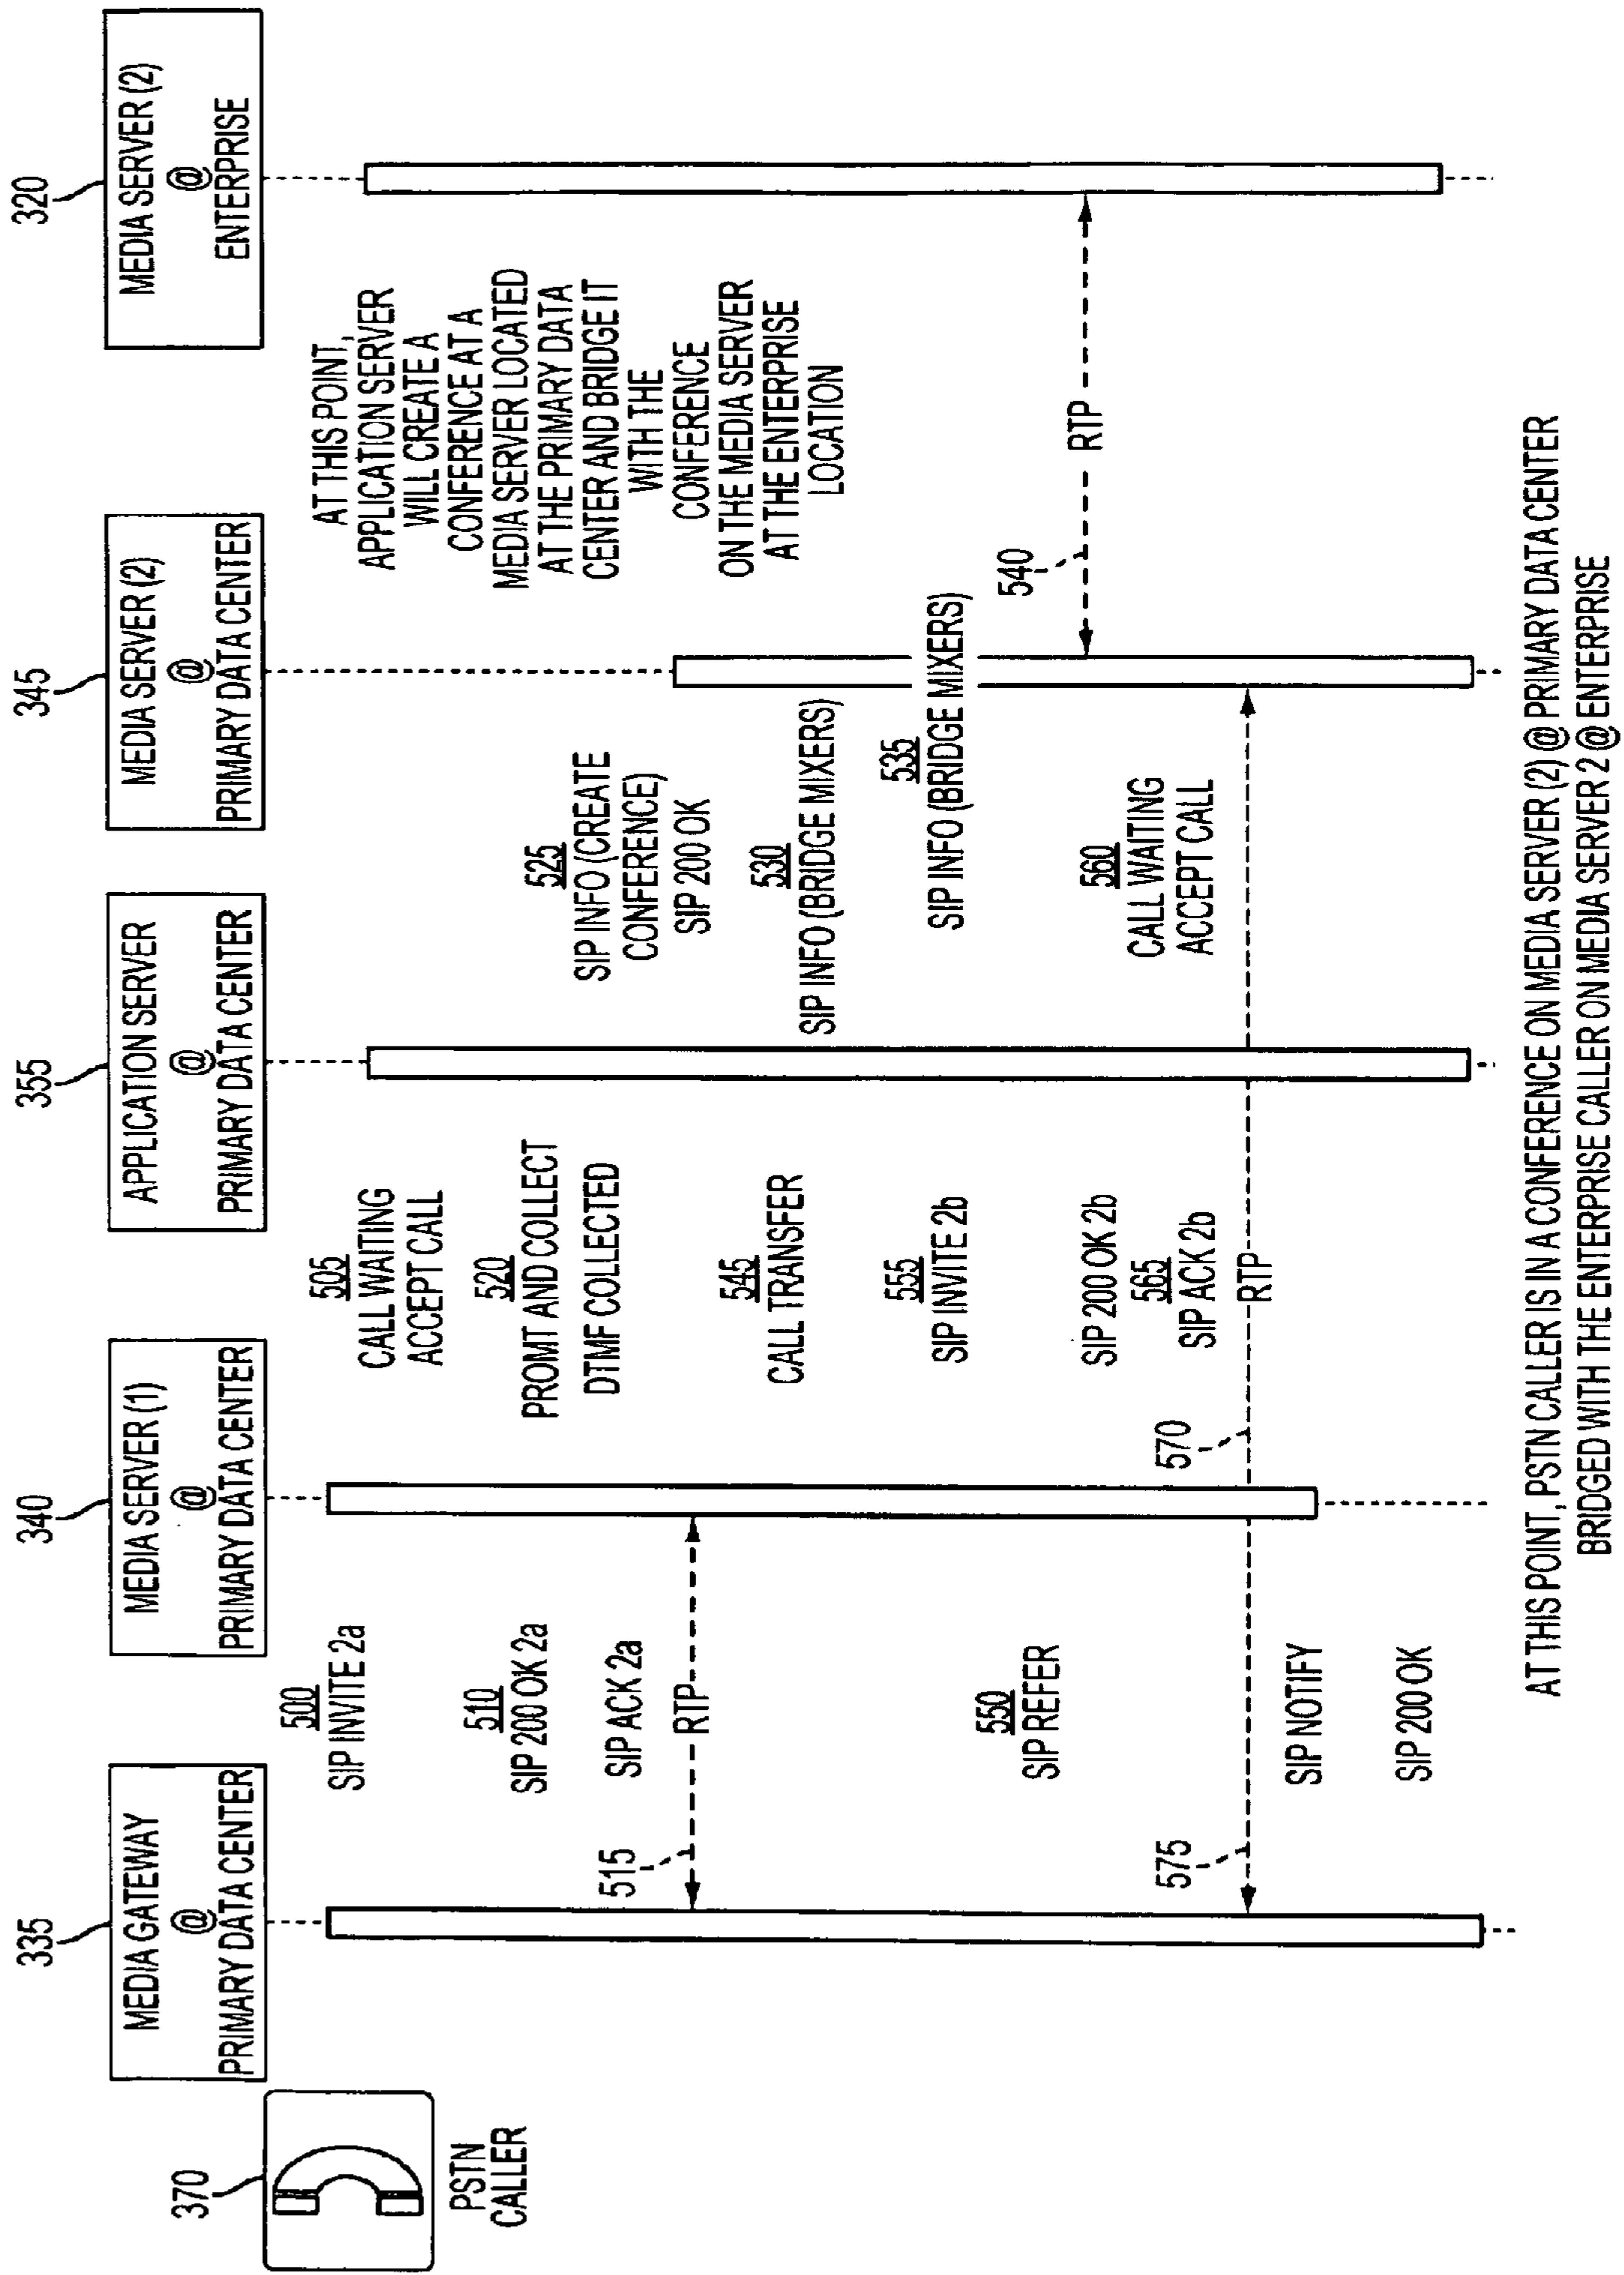 370
PSTN
CALLER
335
MEDIA GATEWAY
@
PRIMARY DATA CENTER
340
MEDIA SERVER (1)
@
PRIMARY DATA CENTER
355
APPLICATION SERVER
@
PRIMARY DATA CENTER
345
MEDIA SERVER (2)
@
PRIMARY DATA CENTER
320
MEDIA SERVER (2)
@
ENTERPRISE
500
SIP INVITE 2a
510
SIP 200 OK 2a
SIP ACK 2a
RTP
515
550
SIP REFER
575
SIP NOTIFY
SIP 200 OK
505
CALL WAITING
ACCEPT CALL
520
PROMT AND COLLECT
DTMF COLLECTED
545
CALL TRANSFER
555
SIP INVITE 2b
SIP 200 OK 2b
565
SIP ACK 2b
RTP
570
525
SIP INFO (CREATE
CONFERENCE)
SIP 200 OK
530
SIP INFO (BRIDGE MIXERS)
535
SIP INFO (BRIDGE MIXERS)
560
CALL WAITING
ACCEPT CALL
AT THIS POINT,
APPLICATION SERVER
WILL CREATE A
CONFERENCE AT A
MEDIA SERVER LOCATED
AT THE PRIMARY DATA
CENTER AND BRIDGE IT
WITH THE
CONFERENCE
ON THE MEDIA SERVER
AT THE ENTERPRISE
LOCATION
540
RTP
AT THIS POINT, PSTN CALLER IS IN A CONFERENCE ON MEDIA SERVER (2) @ PRIMARY DATA CENTER
BRIDGED WITH THE ENTERPRISE CALLER ON MEDIA SERVER 2 @ ENTERPRISE